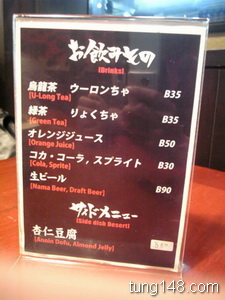 お飲みもの
[Drinks]
烏龍茶 ウーロンちゃ B35
[U-Long Tea]
緑茶 りょくちゃ B35
[Green Tea]
オレンジジュース B50
[Orange Juice]
コカ・コーラ, スプライト B30
[Cola, Sprite]
生ビール B90
[Nama Beer, Draft Beer]
サイドメニュー
(Side dish Desert)
杏仁豆腐
[Annin Dofu, Almond Jelly]
tung148.com